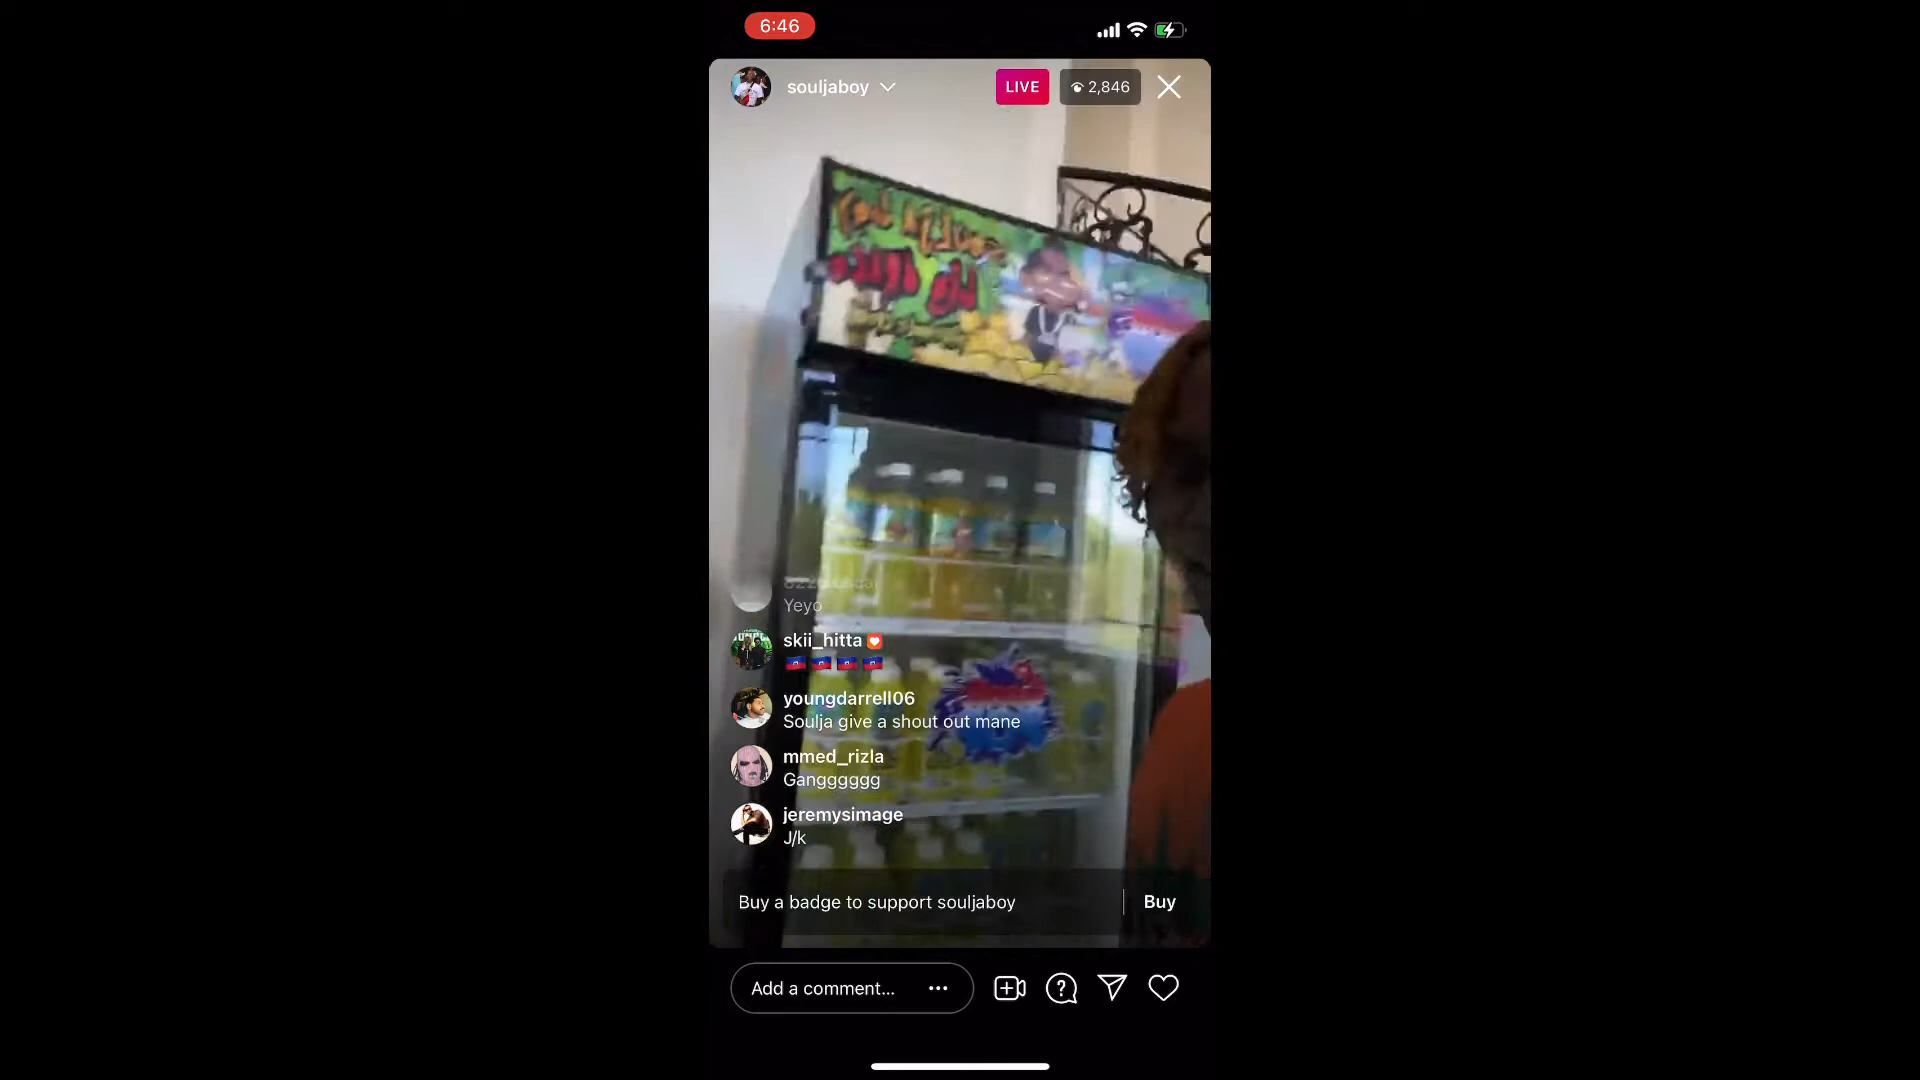 6:46
souljaboy
LIVE
2,846
Yeyo
skii_hitta
🇭🇹 🇭🇹 🇭🇹 🇭🇹
youngdarrell06
Soulja give a shout out mane
mmed_rizla
Gangggggg
jeremysimage
J/k
Buy a badge to support souljaboy
Buy
Add a comment...